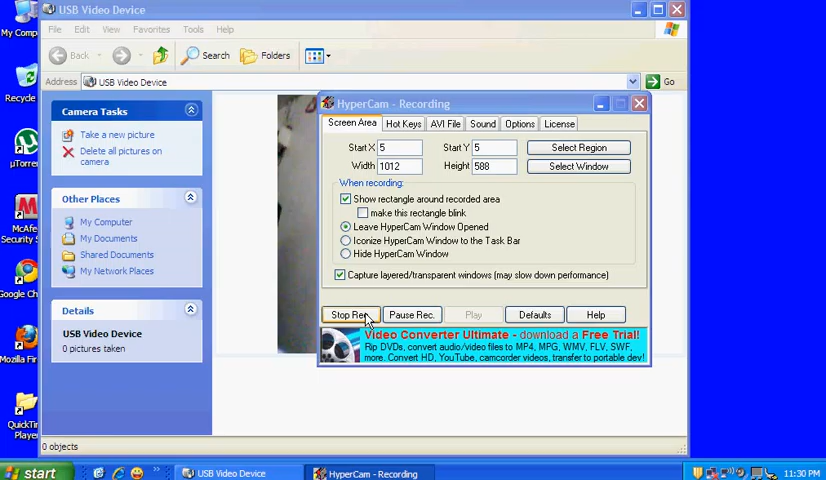 My Comp
Recycle
µTorre
McAfe
Security S
Google Ch
Mozilla Fir
QuickTin
Player
USB Video Device
File Edit View Favorites Tools Help
Back Search Folders
Address USB Video Device Go
Camera Tasks
Take a new picture
Delete all pictures on
camera
Other Places
My Computer
My Documents
Shared Documents
My Network Places
Details
USB Video Device
0 pictures taken
0 objects
HyperCam - Recording
Screen Area Hot Keys AVI File Sound Options License
Start X 5 Start Y 5 Select Region
Width 1012 Height 588 Select Window
When recording:
Show rectangle around recorded area
make this rectangle blink
Leave HyperCam Window Opened
Iconize HyperCam Window to the Task Bar
Hide HyperCam Window
Capture layered/transparent windows (may slow down performance)
Stop Rec. Pause Rec. Play Defaults Help
Video Converter Ultimate - download a Free Trial!
Rip DVDs, convert audio/video files to MP4, MPG, WMV, FLV, SWF,
more. Convert HD, YouTube, camcorder videos, transfer to portable dev!
start USB Video Device HyperCam - Recording 11:30 PM